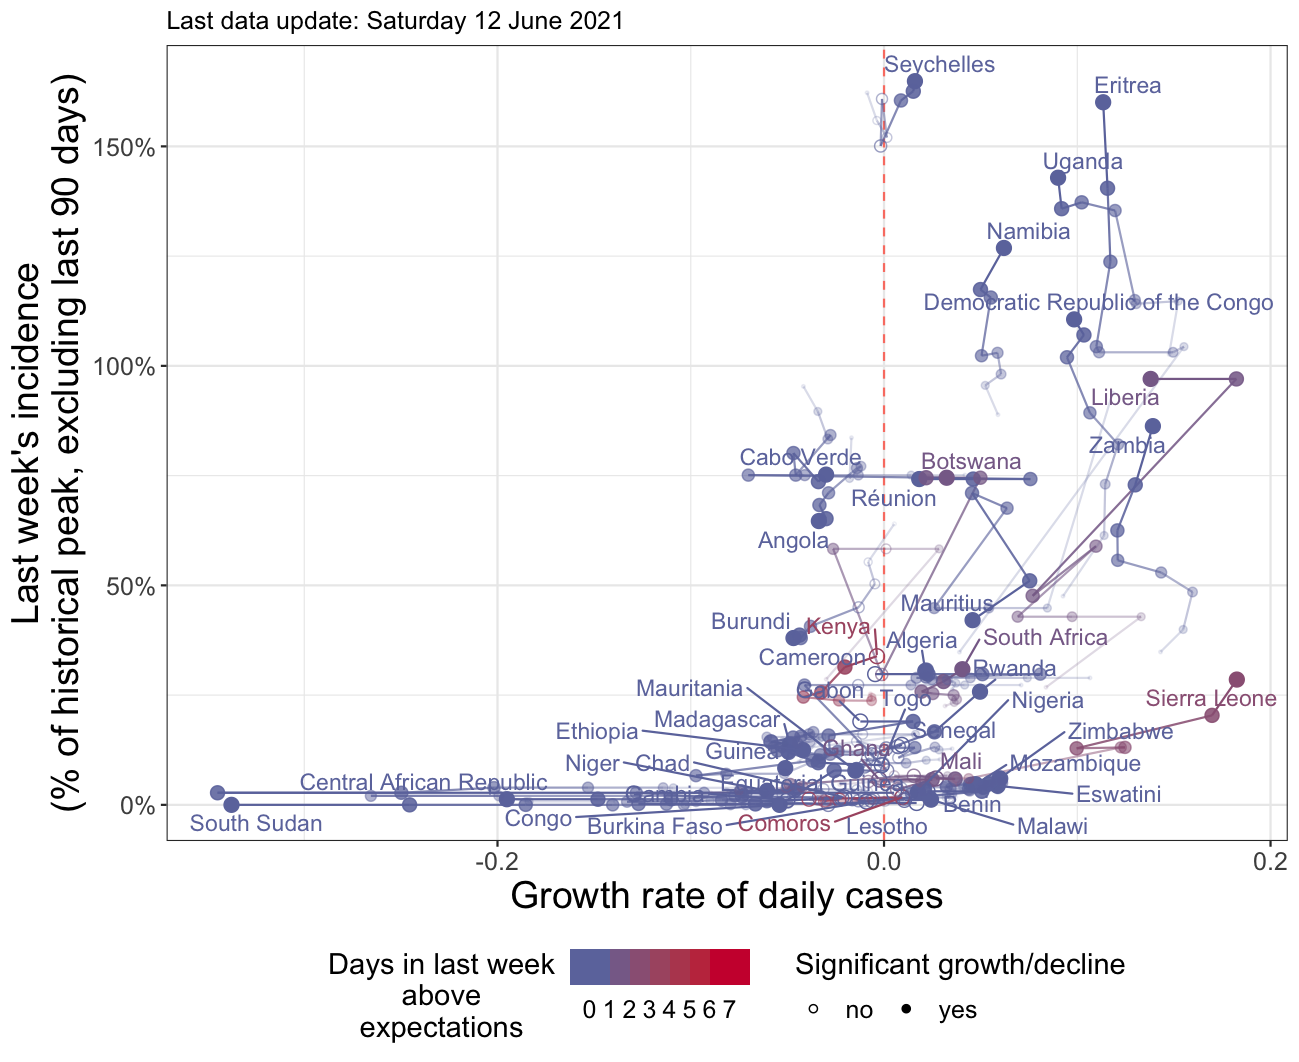 Last data update: Saturday 12 June 2021
Last week's incidence
(% of historical peak, excluding last 90 days)
150%
100%
50%
0%
Seychelles
Eritrea
Uganda
Namibia
Democratic Republic of the Congo
Liberia
Zambia
Cabo Verde
Botswana
Réunion
Angola
Mauritius
Burundi
Kenya
Algeria
South Africa
Cameroon
Rwanda
Mauritania
Gabon
Togo
Nigeria
Sierra Leone
Madagascar
Ethiopia
Senegal
Zimbabwe
Guinea
Ghana
Niger
Chad
Mali
Mozambique
Central African Republic
Equatorial Guinea
Gambia
Eswatini
Benin
South Sudan
Congo
Burkina Faso
Comoros
Lesotho
Malawi
-0.2
0.0
0.2
Growth rate of daily cases
Days in last week
above
expectations
0 1 2 3 4 5 6 7
Significant growth/decline
no
yes